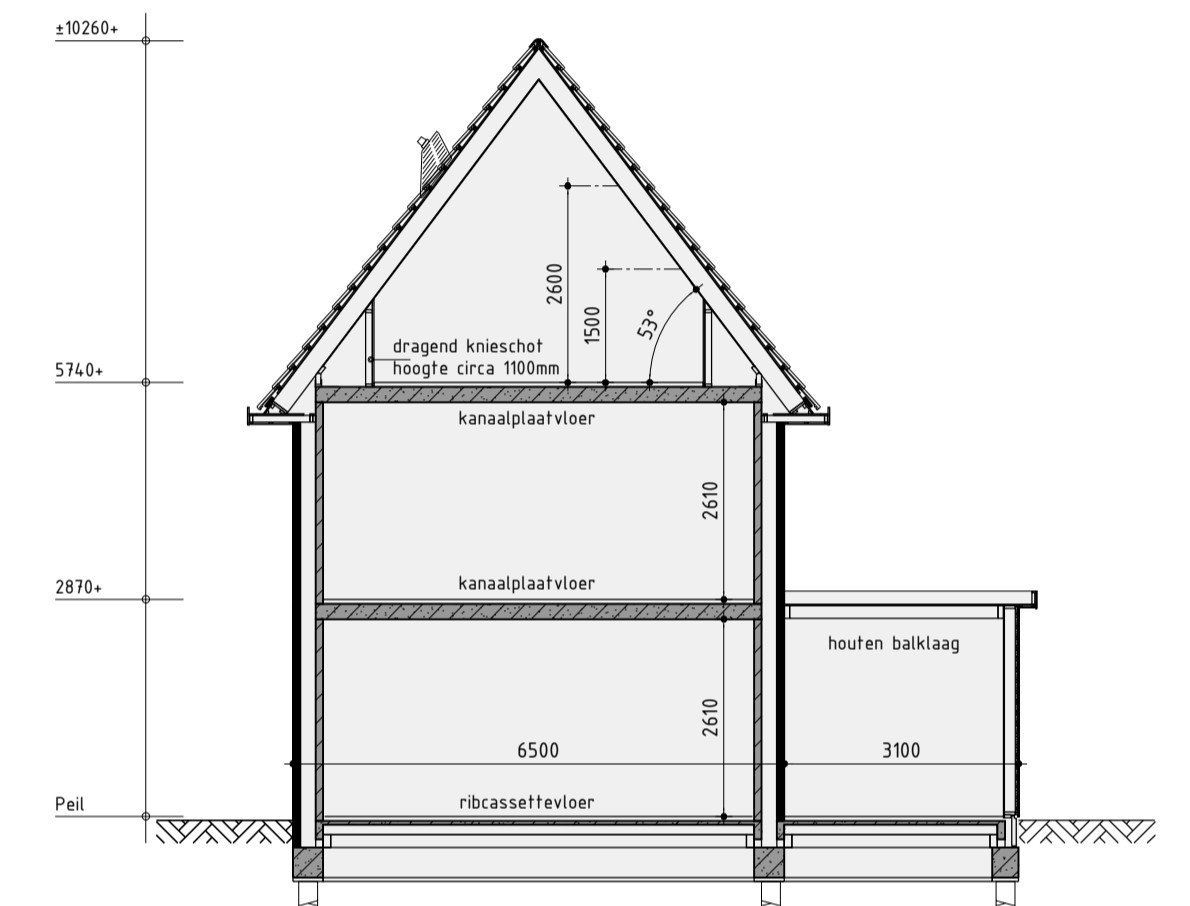 ±10260+
2600
1500
53°
dragend knieschot
hoogte circa 1100mm
5740+
kanaalplaatvloer
2610
kanaalplaatvloer
2870+
houten balklaag
2610
6500
3100
Peil
ribcassettevloer